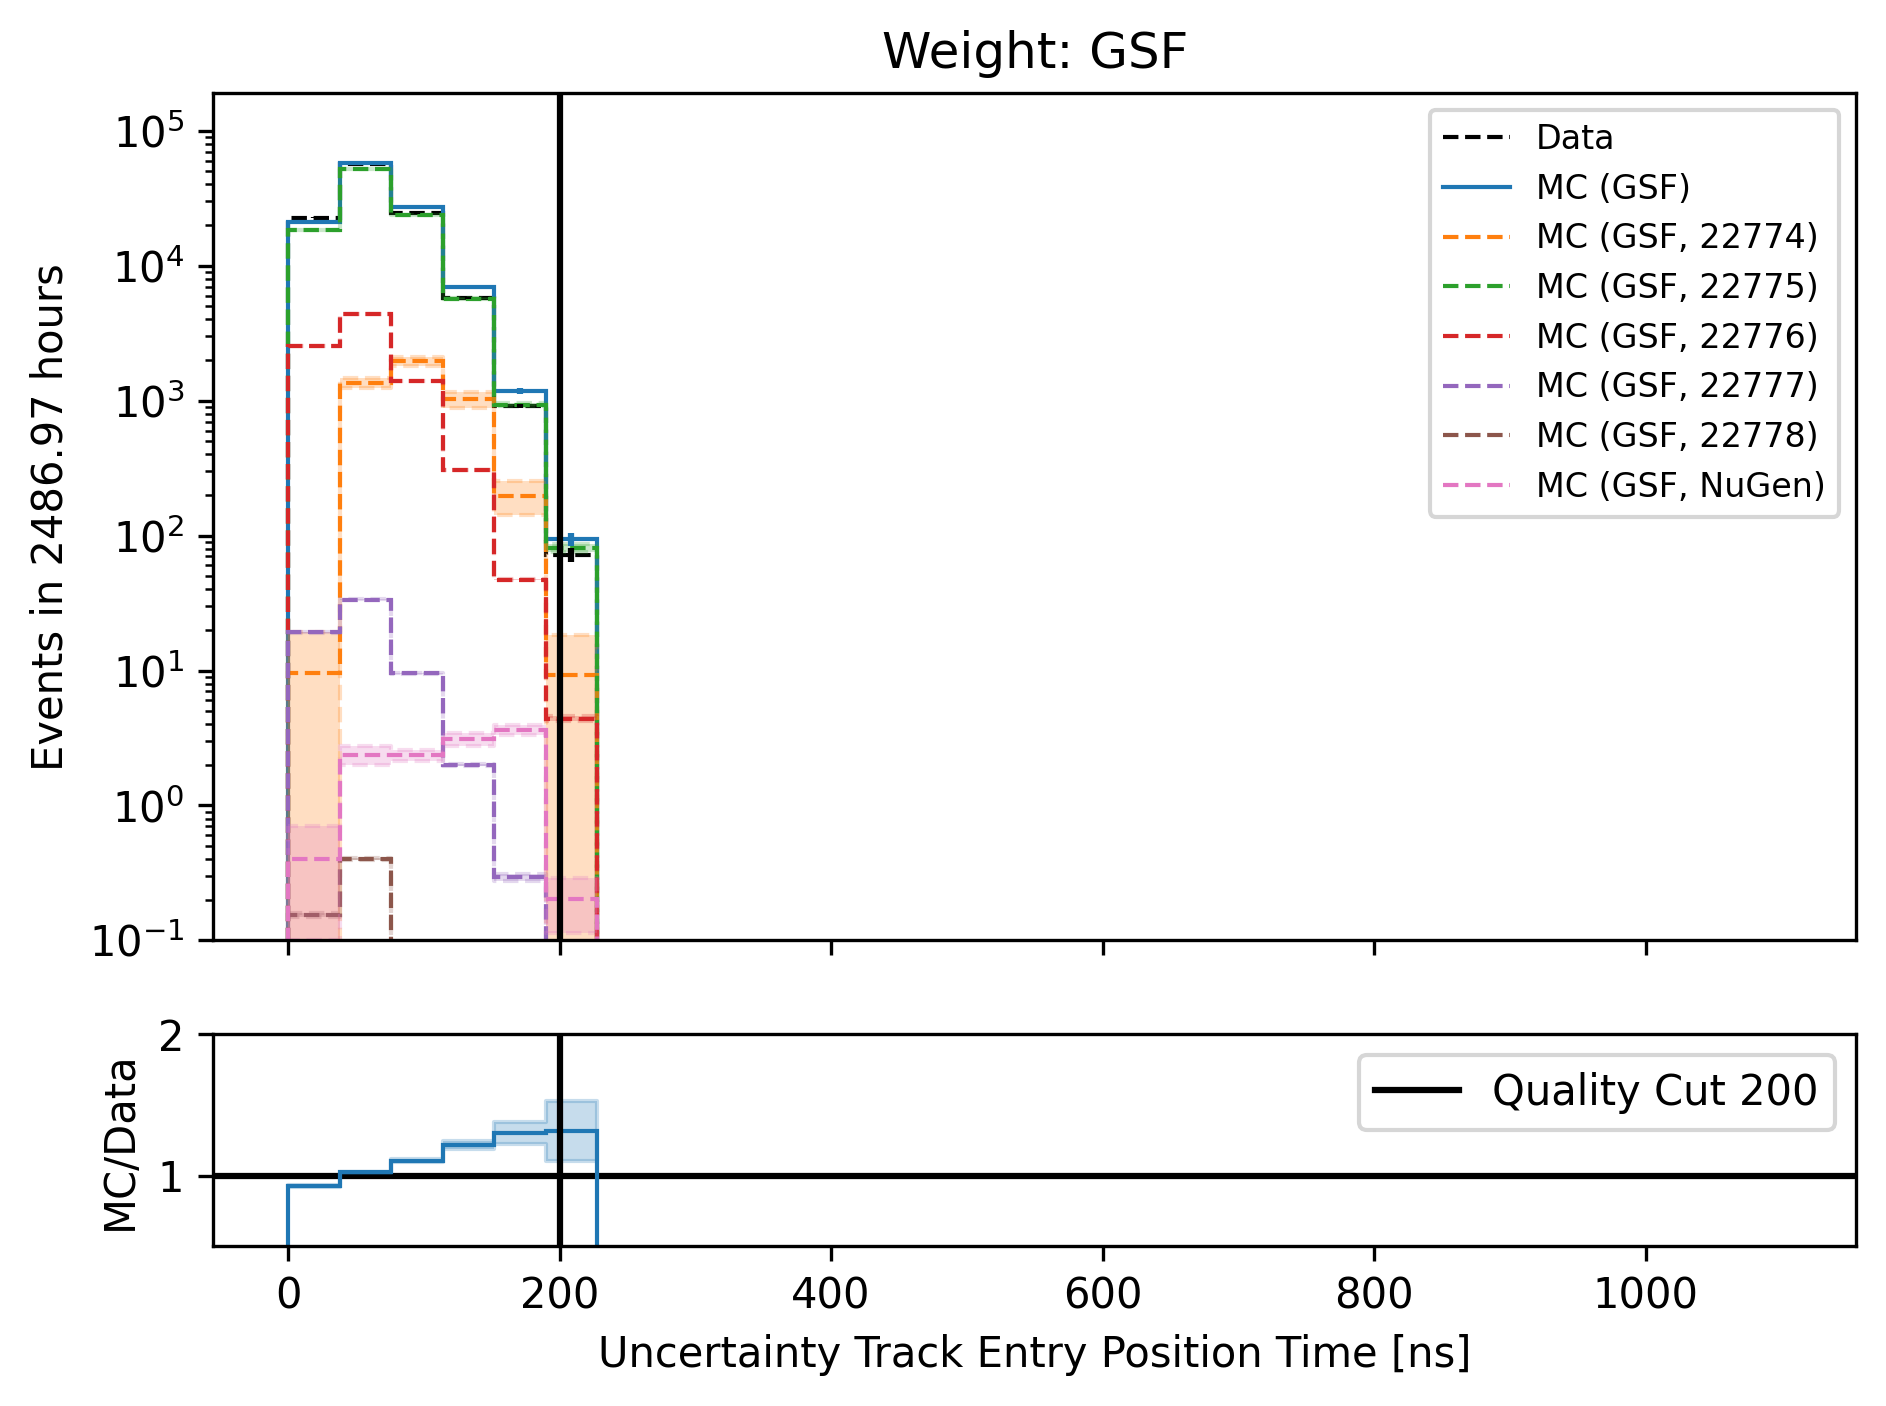 Weight: GSF
Events in 2486.97 hours
10^5
10^4
10^3
10^2
10^1
10^0
10^−1
Data
MC (GSF)
MC (GSF, 22774)
MC (GSF, 22775)
MC (GSF, 22776)
MC (GSF, 22777)
MC (GSF, 22778)
MC (GSF, NuGen)
MC/Data
2
1
Quality Cut 200
0 200 400 600 800 1000
Uncertainty Track Entry Position Time [ns]